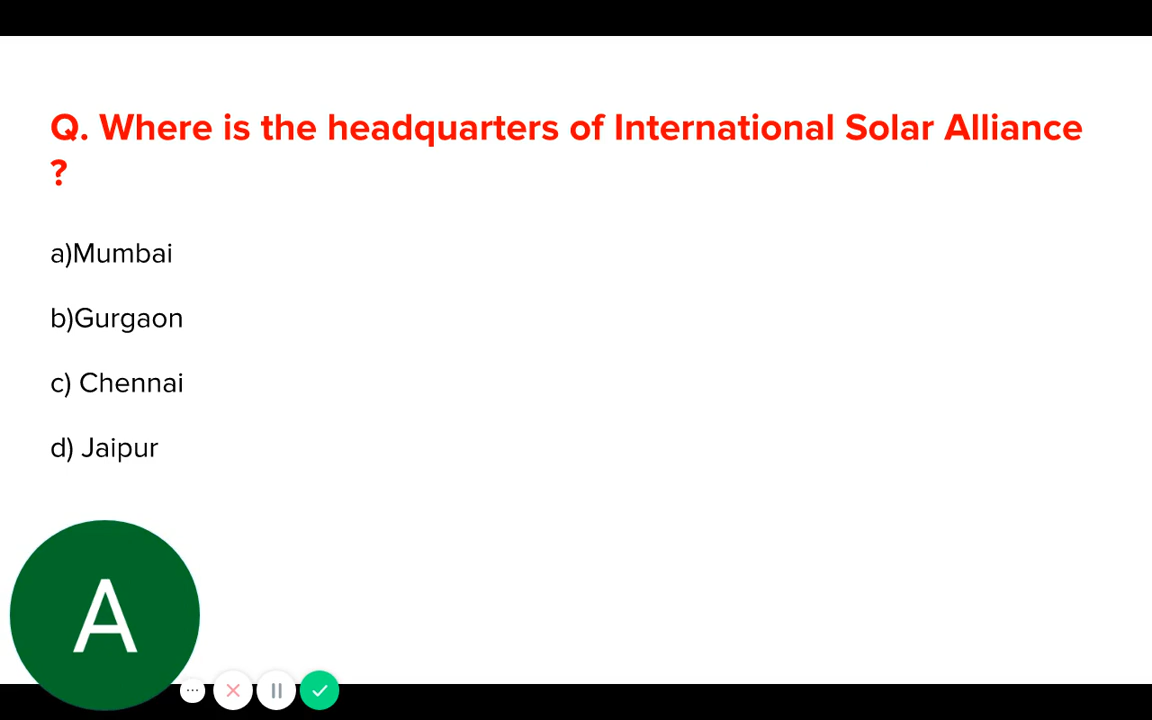 Q. Where is the headquarters of International Solar Alliance
?
a)Mumbai
b)Gurgaon
c) Chennai
d) Jaipur
A